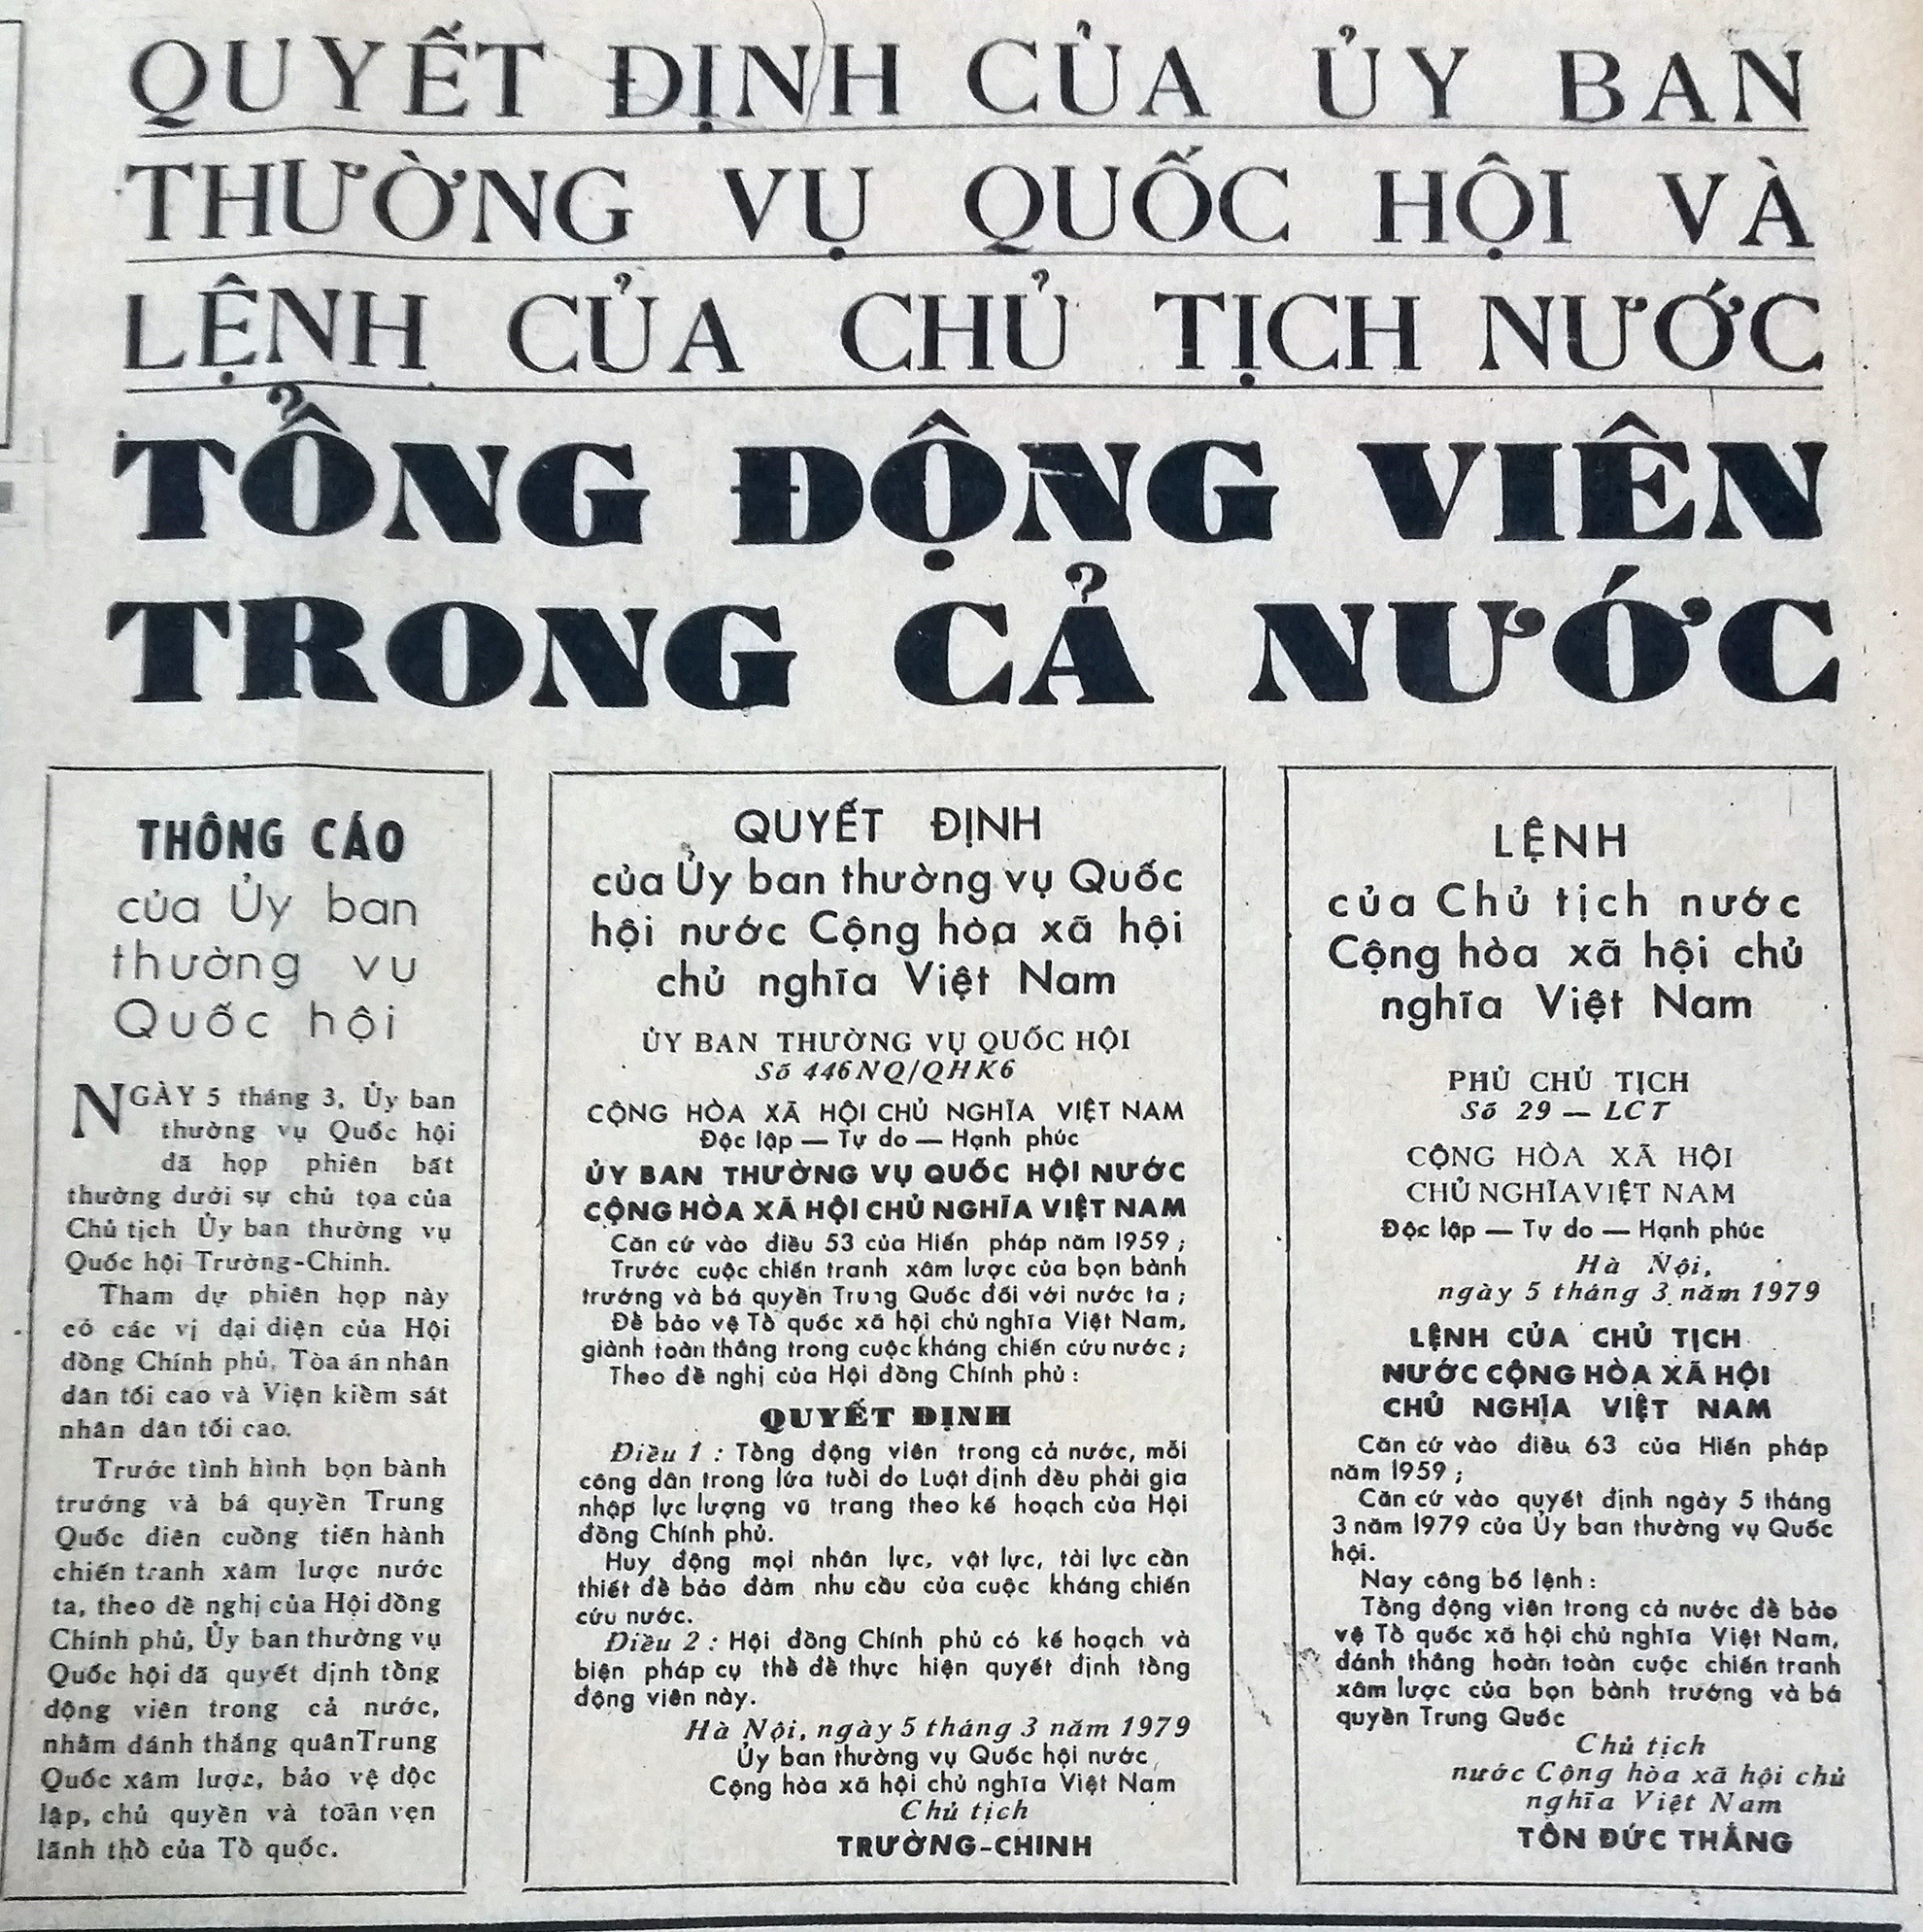 QUYẾT ĐỊNH CỦA ỦY BAN
THƯỜNG VỤ QUỐC HỘI VÀ
LỆNH CỦA CHỦ TỊCH NƯỚC
TỔNG ĐỘNG VIÊN
TRONG CẢ NƯỚC
THÔNG CÁO
của Ủy ban
thường vụ
Quốc hội
NGÀY 5 tháng 3, Ủy ban
thường vụ Quốc hội
đã họp phiên bất
thường dưới sự chủ tọa của
Chủ tịch Ủy ban thường vụ
Quốc hội Trường-Chinh.
Tham dự phiên họp này
có các vị đại diện của Hội
đồng Chính phủ, Tòa án nhân
dân tối cao và Viện kiểm sát
nhân dân tối cao.
Trước tình hình bọn bành
trướng và bá quyền Trung
Quốc điên cuồng tiến hành
chiến tranh xâm lược nước
ta, theo đề nghị của Hội đồng
Chính phủ, Ủy ban thường vụ
Quốc hội đã quyết định tổng
động viên trong cả nước,
nhằm đánh thắng quân Trung
Quốc xâm lược, bảo vệ độc
lập, chủ quyền và toàn vẹn
lãnh thổ của Tổ quốc.
QUYẾT ĐỊNH
của Ủy ban thường vụ Quốc
hội nước Cộng hòa xã hội
chủ nghĩa Việt Nam
ỦY BAN THƯỜNG VỤ QUỐC HỘI
Số 446NQ/QHK6
CỘNG HÒA XÃ HỘI CHỦ NGHĨA VIỆT NAM
Độc lập — Tự do — Hạnh phúc
ỦY BAN THƯỜNG VỤ QUỐC HỘI NƯỚC
CỘNG HÒA XÃ HỘI CHỦ NGHĨA VIỆT NAM
Căn cứ vào điều 53 của Hiến pháp năm 1959 ;
Trước cuộc chiến tranh xâm lược của bọn bành
trướng và bá quyền Trung Quốc đối với nước ta ;
Để bảo vệ Tổ quốc xã hội chủ nghĩa Việt Nam,
giành toàn thắng trong cuộc kháng chiến cứu nước ;
Theo đề nghị của Hội đồng Chính phủ :
QUYẾT ĐỊNH
Điều 1 : Tổng động viên trong cả nước, mỗi
công dân trong lứa tuổi do Luật định đều phải gia
nhập lực lượng vũ trang theo kế hoạch của Hội
đồng Chính phủ.
Huy động mọi nhân lực, vật lực, tài lực cần
thiết để bảo đảm nhu cầu của cuộc kháng chiến
cứu nước.
Điều 2 : Hội đồng Chính phủ có kế hoạch và
biện pháp cụ thể để thực hiện quyết định tổng
động viên này.
Hà Nội, ngày 5 tháng 3 năm 1979
Ủy ban thường vụ Quốc hội nước
Cộng hòa xã hội chủ nghĩa Việt Nam
Chủ tịch
TRƯỜNG-CHINH
LỆNH
của Chủ tịch nước
Cộng hòa xã hội chủ
nghĩa Việt Nam
PHỦ CHỦ TỊCH
Số 29 — LCT
CỘNG HÒA XÃ HỘI
CHỦ NGHĨA VIỆT NAM
Độc lập — Tự do — Hạnh phúc
Hà Nội,
ngày 5 tháng 3 năm 1979
LỆNH CỦA CHỦ TỊCH
NƯỚC CỘNG HÒA XÃ HỘI
CHỦ NGHĨA VIỆT NAM
Căn cứ vào điều 63 của Hiến pháp
năm 1959 ;
Căn cứ vào quyết định ngày 5 tháng
3 năm 1979 của Ủy ban thường vụ Quốc
hội.
Nay công bố lệnh :
Tổng động viên trong cả nước để bảo
vệ Tổ quốc xã hội chủ nghĩa Việt Nam,
đánh thắng hoàn toàn cuộc chiến tranh
xâm lược của bọn bành trướng và bá
quyền Trung Quốc
Chủ tịch
nước Cộng hòa xã hội chủ
nghĩa Việt Nam
TÔN ĐỨC THẮNG